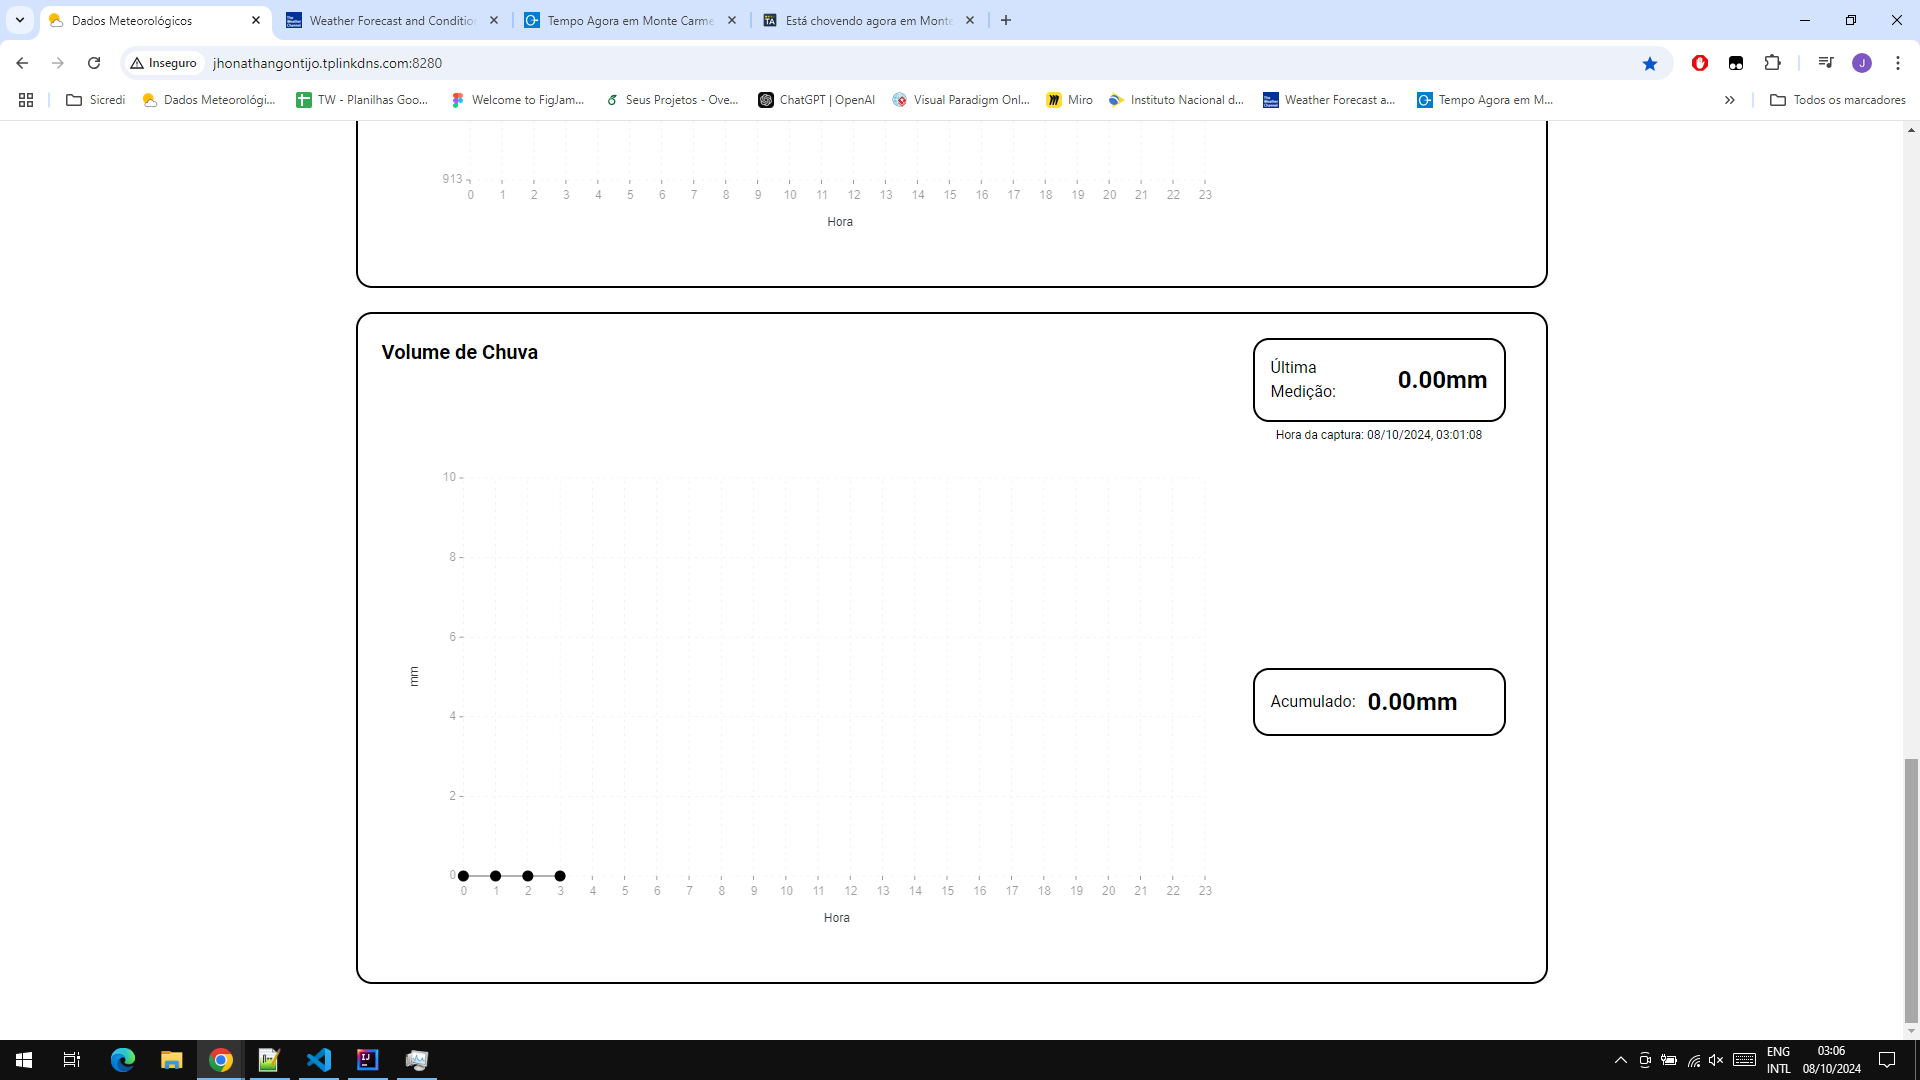 Dados Meteorológicos
Weather Forecast and Conditio
Tempo Agora em Monte Carme
Está chovendo agora em Monte
Inseguro
jhonathangontijo.tplinkdns.com:8280
J
Sicredi
Dados Meteorológi...
TW - Planilhas Goo...
Welcome to FigJam...
Seus Projetos - Ove...
ChatGPT | OpenAI
Visual Paradigm Onl...
Miro
Instituto Nacional d...
Weather Forecast a...
Tempo Agora em M...
Todos os marcadores
913
0 1 2 3 4 5 6 7 8 9 10 11 12 13 14 15 16 17 18 19 20 21 22 23
Hora
Volume de Chuva
Última
Medição:
0.00mm
Hora da captura: 08/10/2024, 03:01:08
10
8
6
mm
4
2
0
0 1 2 3 4 5 6 7 8 9 10 11 12 13 14 15 16 17 18 19 20 21 22 23
Hora
Acumulado: 0.00mm
ENG
INTL
03:06
08/10/2024